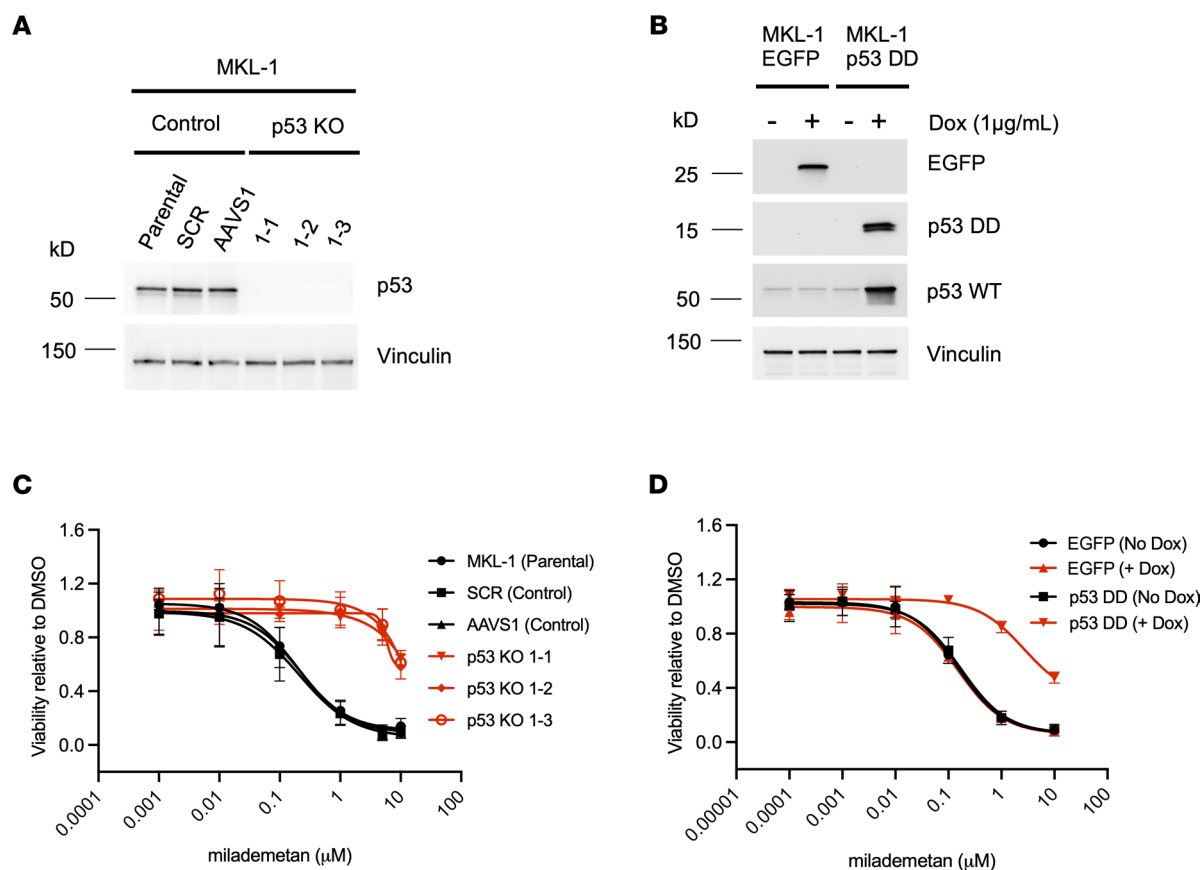 A
MKL-1
Control
p53 KO
Parental
SCR
AAVS1
1-1
1-2
1-3
kD
50
p53
150
Vinculin
B
MKL-1
EGFP
MKL-1
p53 DD
kD
- + - + Dox (1µg/mL)
25
EGFP
15
p53 DD
50
p53 WT
150
Vinculin
C
1.6
1.2
0.8
0.4
0.0
Viability relative to DMSO
0.0001
0.001
0.01
0.1
1
10
100
milademetan (µM)
MKL-1 (Parental)
SCR (Control)
AAVS1 (Control)
p53 KO 1-1
p53 KO 1-2
p53 KO 1-3
D
1.6
1.2
0.8
0.4
0.0
Viability relative to DMSO
0.00001
0.0001
0.001
0.01
0.1
1
10
100
milademetan (µM)
EGFP (No Dox)
EGFP (+ Dox)
p53 DD (No Dox)
p53 DD (+ Dox)